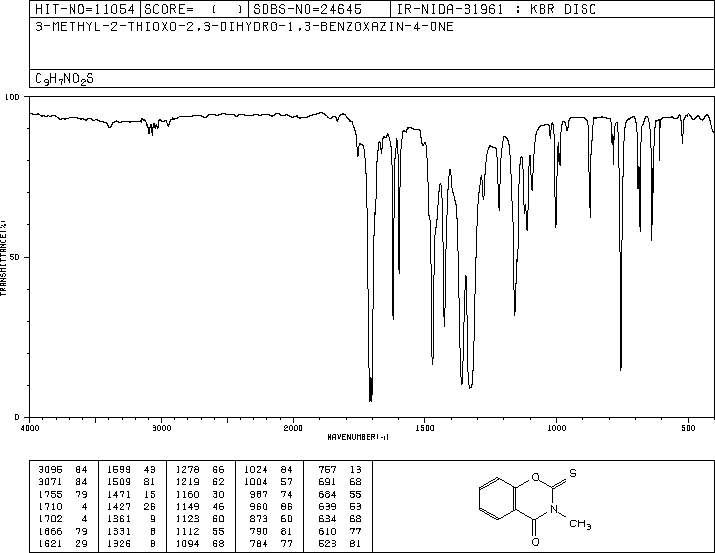 HIT-NO=11054 SCORE= ( ) SDBS-NO=24645 IR-NIDA-31961 : KBR DISC
3-METHYL-2-THIOXO-2,3-DIHYDRO-1,3-BENZOXAZIN-4-ONE
C9H7NO2S
100
50
0
TRANSMITTANCE(%)
4000 3000 2000 1500 1000 500
WAVENUMBER(-1)
3095 84 1599 43 1278 66 1024 84 757 13
3071 84 1509 81 1219 62 1004 57 691 68
1755 79 1471 15 1160 30 987 74 684 55
1710 4 1427 26 1149 46 960 86 639 53
1702 4 1361 9 1123 60 873 60 634 68
1666 79 1331 8 1112 55 790 81 610 77
1621 29 1326 8 1094 68 784 77 523 81
O
S
N
CH3
O